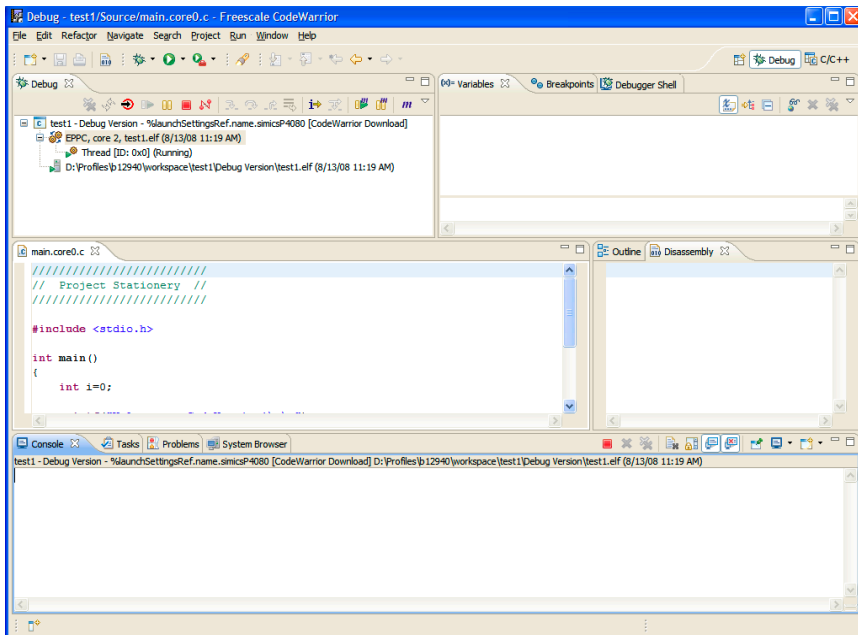 Debug - test1/Source/main.core0.c - Freescale CodeWarrior
File Edit Refactor Navigate Search Project Run Window Help
Debug C/C++
Debug
(x)= Variables Breakpoints Debugger Shell
m
test1 - Debug Version - %launchSettingsRef.name.simicsP4080 [CodeWarrior Download]
EPPC, core 2, test1.elf (8/13/08 11:19 AM)
Thread [ID: 0x0] (Running)
D:\Profiles\b12940\workspace\test1\Debug Version\test1.elf (8/13/08 11:19 AM)
main.core0.c
Outline Disassembly
//////////////////////////
//  Project Stationery  //
//////////////////////////
#include <stdio.h>
int main()
{
int i=0;
Console Tasks Problems System Browser
test1 - Debug Version - %launchSettingsRef.name.simicsP4080 [CodeWarrior Download] D:\Profiles\b12940\workspace\test1\Debug Version\test1.elf (8/13/08 11:19 AM)